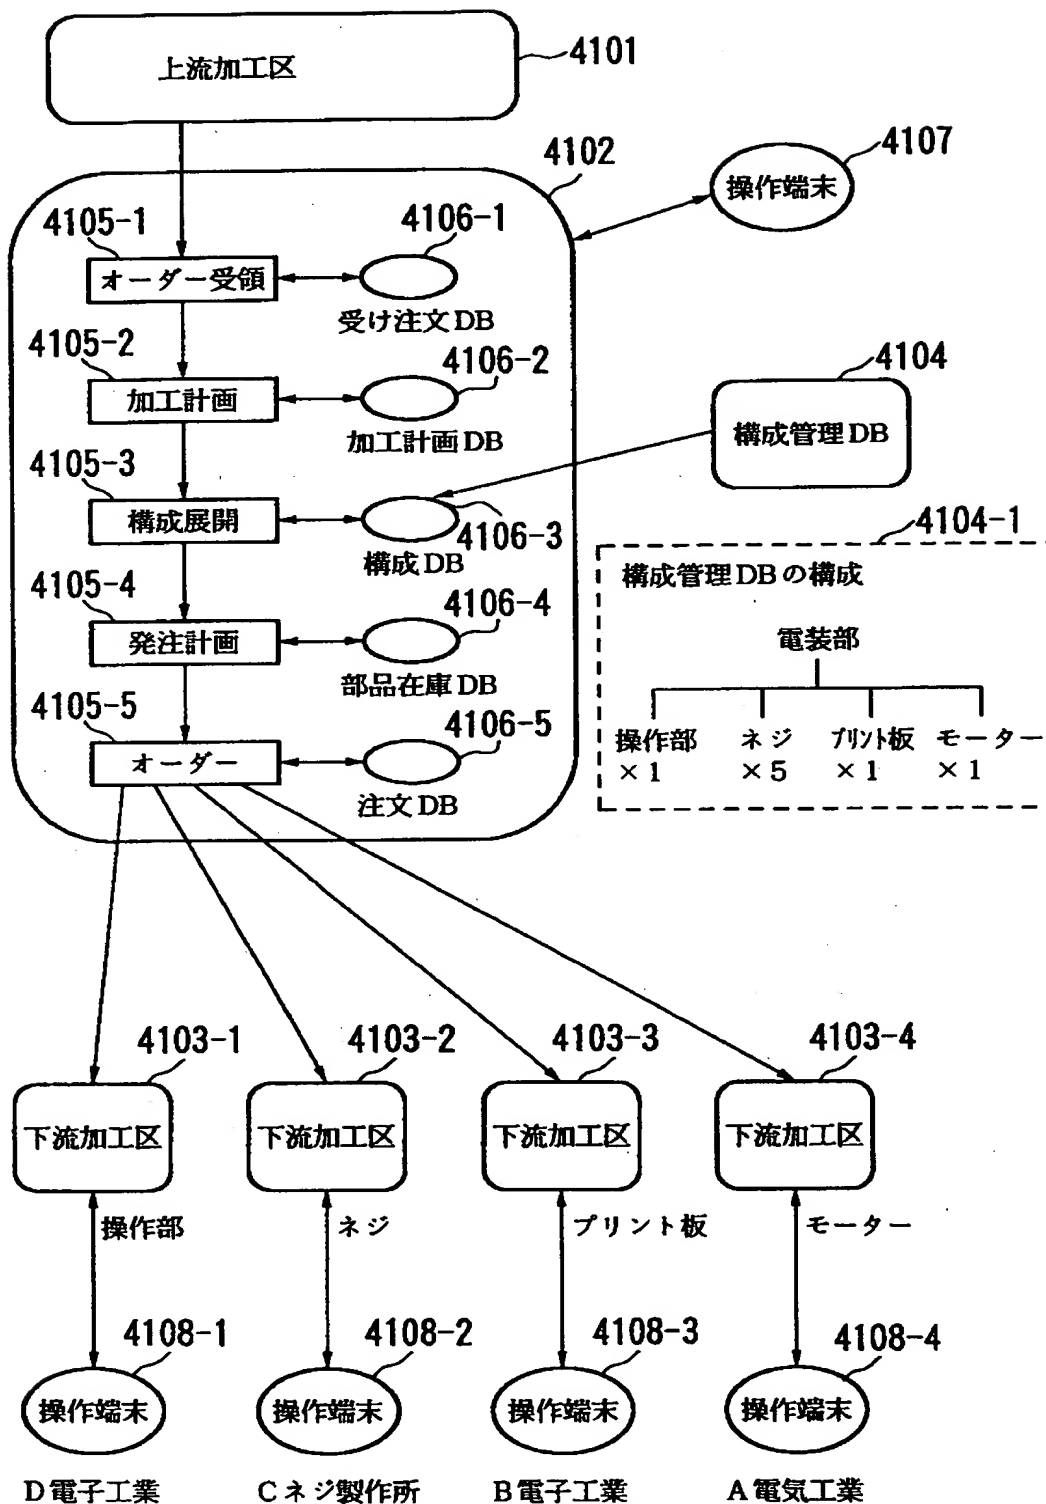 上流加工区
4101
4102
4107
操作端末
4105-1
4106-1
オーダー受領
受け注文DB
4105-2
4106-2
4104
加工計画
加工計画DB
構成管理DB
4105-3
構成展開
4106-3
構成DB
4104-1
構成管理DBの構成
電装部
操作部
×1
ネジ
×5
プリント板
×1
モーター
×1
4105-4
4106-4
発注計画
部品在庫DB
4105-5
4106-5
オーダー
注文DB
4103-1
4103-2
4103-3
4103-4
下流加工区
下流加工区
下流加工区
下流加工区
操作部
ネジ
プリント板
モーター
4108-1
4108-2
4108-3
4108-4
操作端末
操作端末
操作端末
操作端末
D電子工業
Cネジ製作所
B電子工業
A電気工業